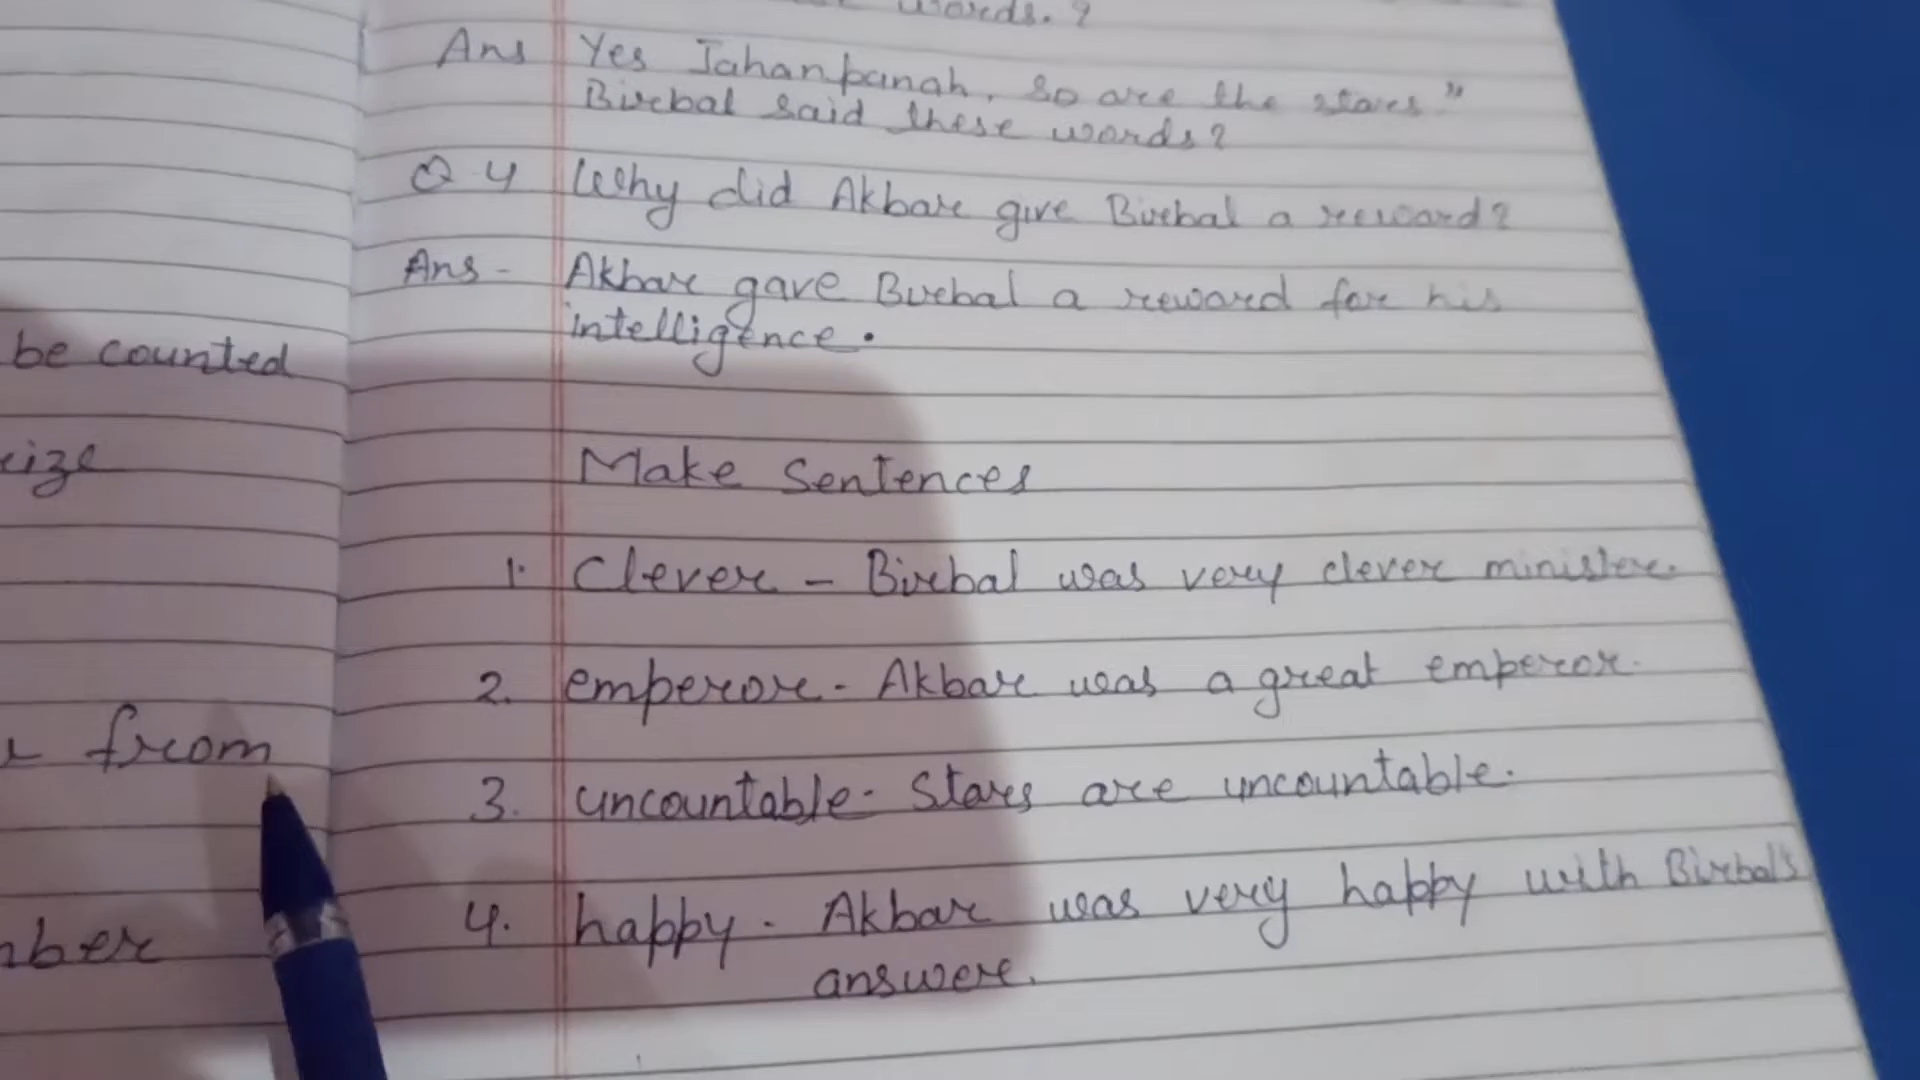 be counted
from
words. ?
Ans Yes Jahanpanah, so are the stars"
Birbal said these words?
Q 4 Why did Akbar give Birbal a reward?
Ans - Akbar gave Birbal a reward for his
intelligence.
Make Sentences
1. Clever - Birbal was very clever minister.
2. emperor - Akbar was a great emperor.
3. uncountable - Stars are uncountable.
4. happy - Akbar was very happy with Birbal's
answer.